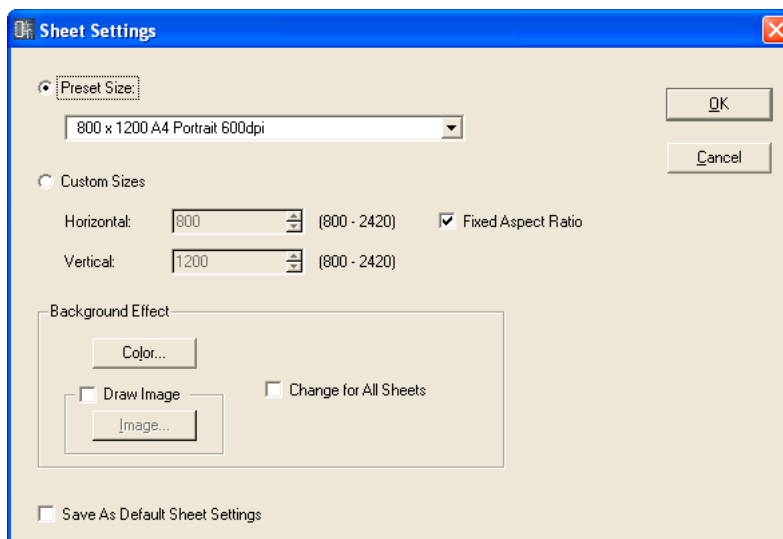 Sheet Settings
Preset Size:
OK
800 x 1200 A4 Portrait 600dpi
Cancel
Custom Sizes
Horizontal: 800 (800 - 2420) Fixed Aspect Ratio
Vertical: 1200 (800 - 2420)
Background Effect
Color...
Draw Image
Change for All Sheets
Image...
Save As Default Sheet Settings